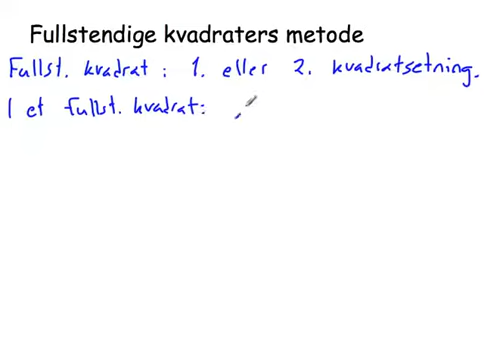 Fullstendige kvadraters metode
Fullst. kvadrat : 1. eller 2. kvadratsetning.
I et fullst. kvadrat: